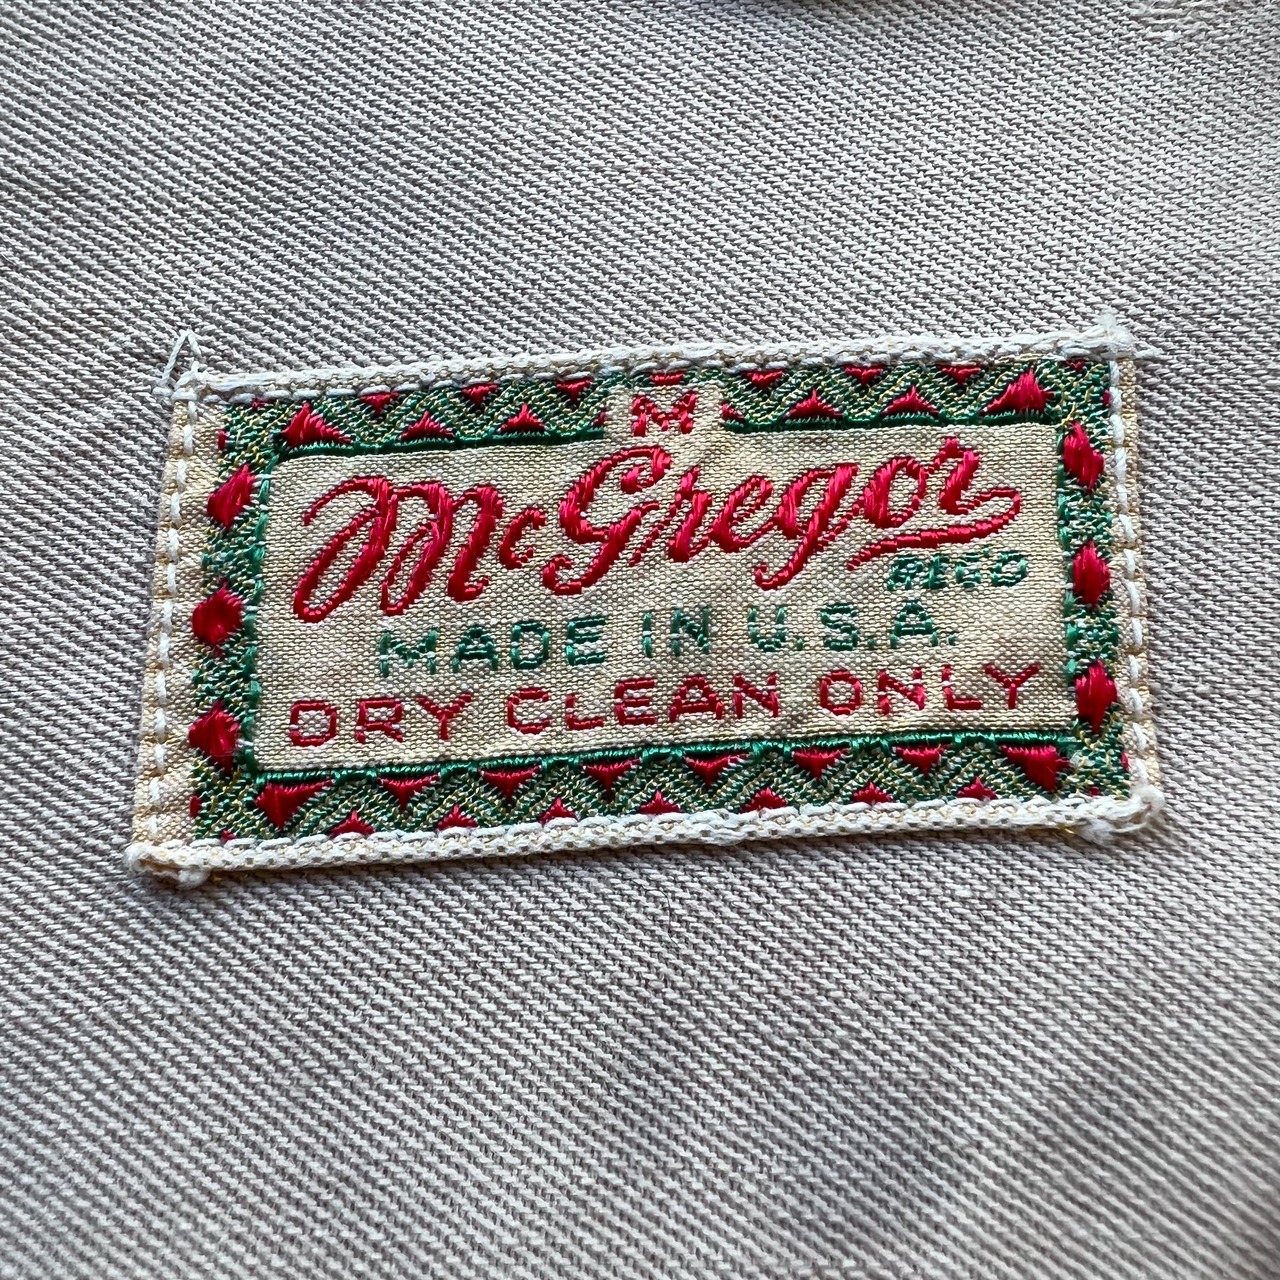 M
McGregor
REG'D
MADE IN U.S.A.
DRY CLEAN ONLY